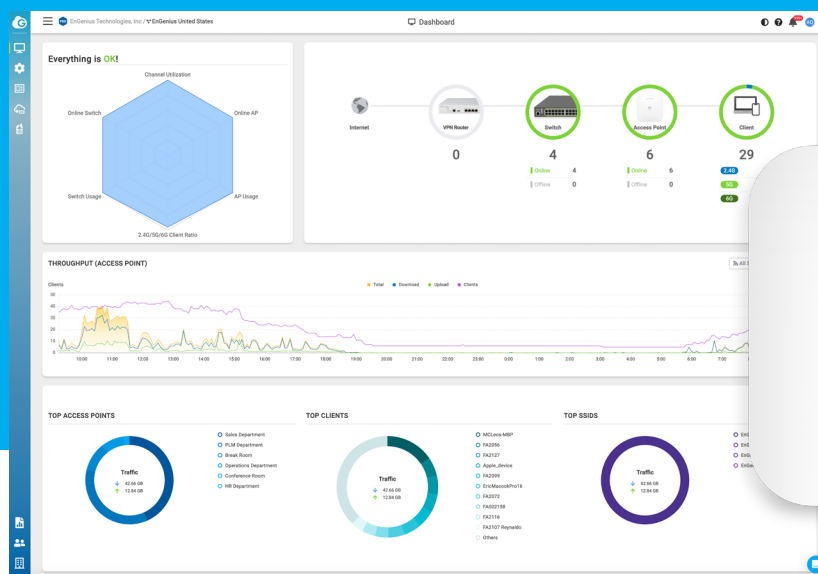 EnGenius Technologies, Inc / EnGenius United States
Dashboard
Everything is OK!
Channel Utilization
Online Switch
Online AP
Switch Usage
AP Usage
2.4G/5G/6G Client Ratio
Internet
VPN Router
Switch
Access Point
Client
0
4
6
29
Online 4
Online 6
2.4G
Offline 0
Offline 0
5G
6G
THROUGHPUT (ACCESS POINT)
All S
Clients
Total
Download
Upload
Clients
50
40
30
20
10
0
10:00 11:00 12:00 13:00 14:00 15:00 16:00 17:00 18:00 19:00 20:00 21:00 22:00 23:00 0:00 1:00 2:00 3:00 4:00 5:00 6:00 7:00
TOP ACCESS POINTS
Traffic
42.66 GB
12.84 GB
Sales Department
PLM Department
Break Room
Operations Department
Conference Room
HR Department
TOP CLIENTS
Traffic
42.66 GB
12.84 GB
MCLeox-MBP
FA2056
FA2127
Apple_device
FA2099
EricMacookPro16
FA2072
FA002158
FA2116
FA2107 Reynaldo
Others
TOP SSIDS
Traffic
42.66 GB
12.84 GB
EnG
EnG
EnG
EnGe